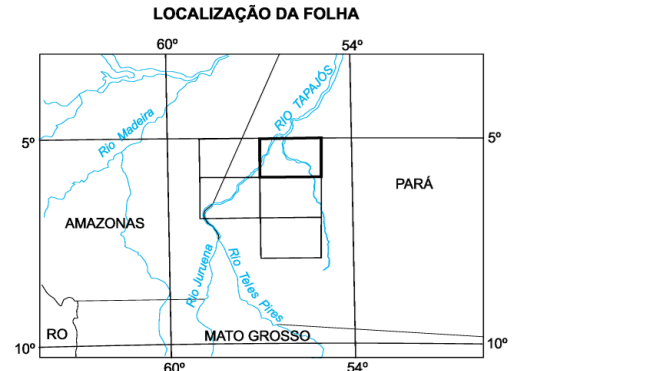 LOCALIZAÇÃO DA FOLHA
60º 54º
RIO TAPAJÓS
Rio Madeira
5º 5º
PARÁ
AMAZONAS
Rio Juruena
Rio Teles Pires
RO
MATO GROSSO
10º 10º
60º 54º